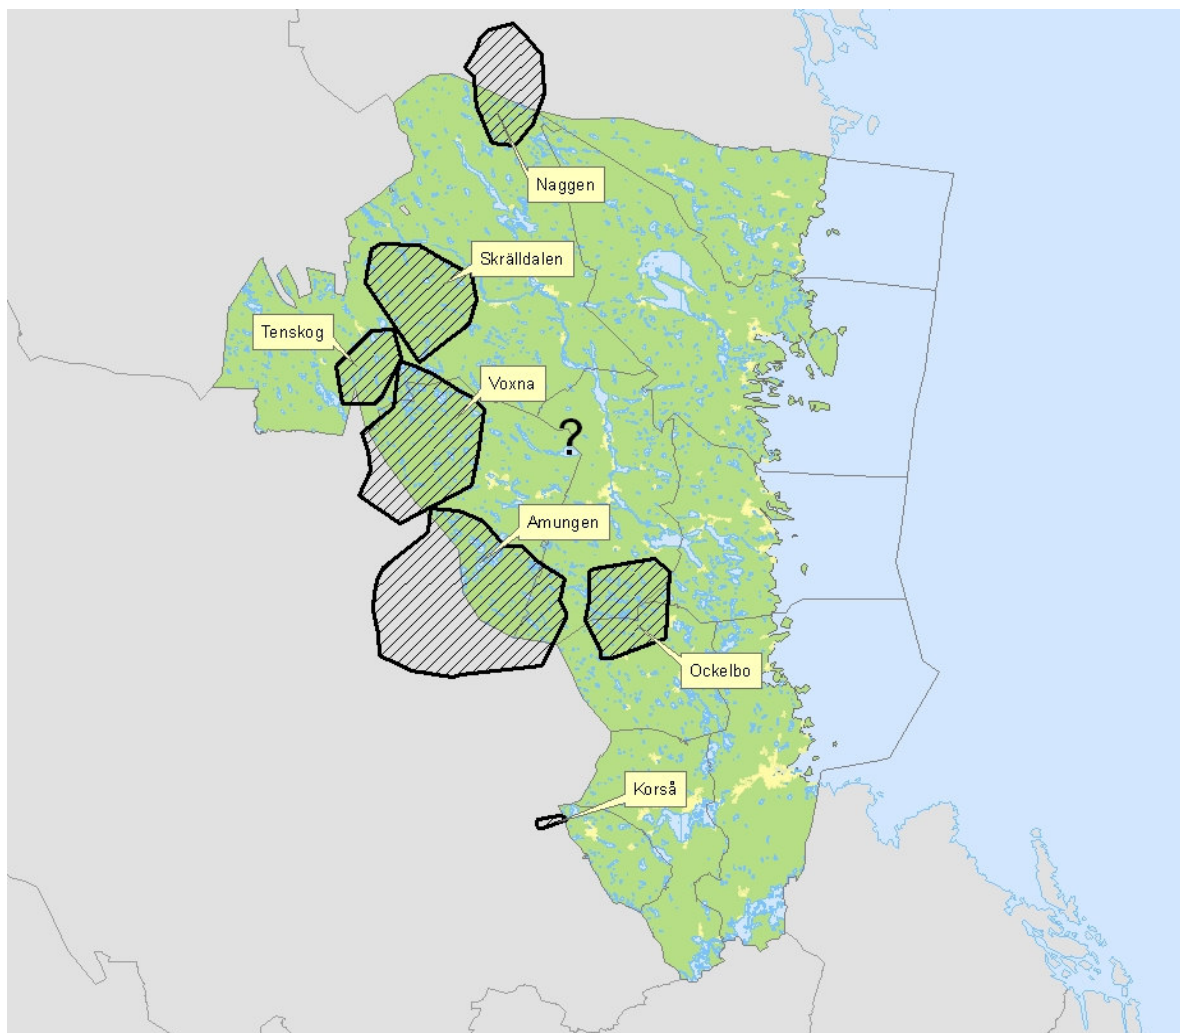 Naggen
Skrälldalen
Tenskog
Voxna
?
Amungen
Ockelbo
Korså